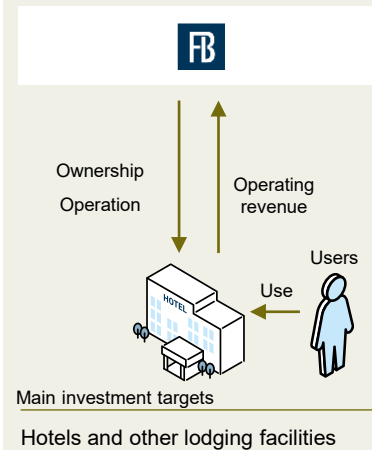 FB
Ownership
Operation
Operating
revenue
Users
Use
HOTEL
Main investment targets
Hotels and other lodging facilities